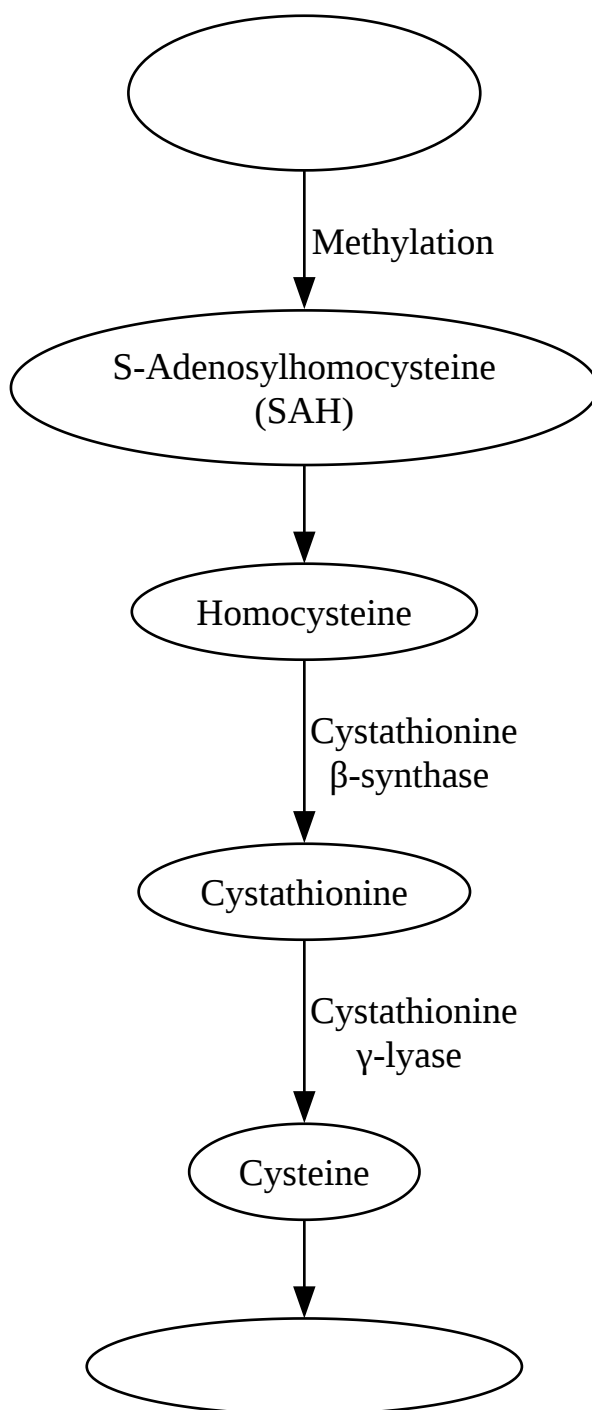 Methylation
S-Adenosylhomocysteine
(SAH)
Homocysteine
Cystathionine
β-synthase
Cystathionine
Cystathionine
γ-lyase
Cysteine